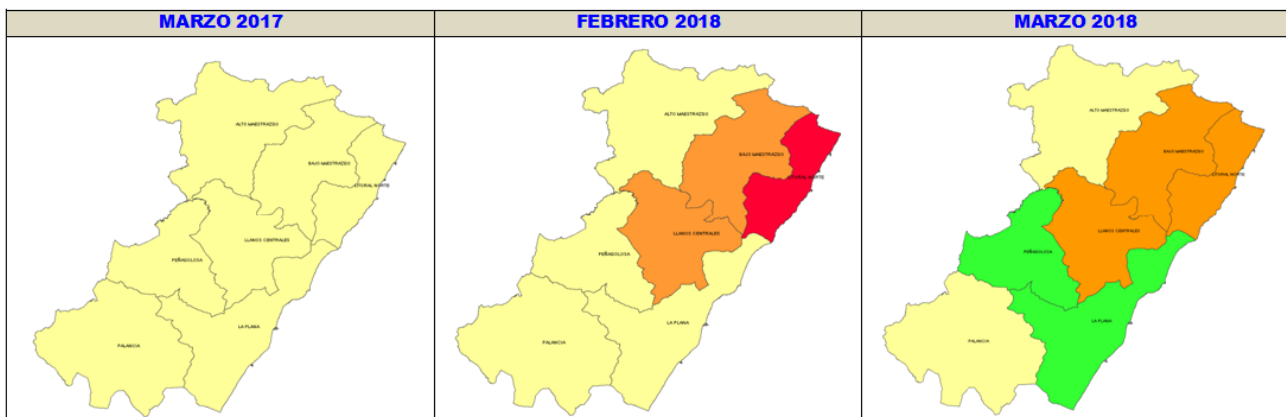 MARZO 2017
FEBRERO 2018
MARZO 2018
ALTO MAESTRAZGO
BAJO MAESTRAZGO
LITORAL NORTE
LLANOS CENTRALES
PEÑAGOLOSA
LA PLANA
PALANCIA
ALTO MAESTRAZGO
BAJO MAESTRAZGO
LITORAL NORTE
LLANOS CENTRALES
PEÑAGOLOSA
LA PLANA
PALANCIA
ALTO MAESTRAZGO
BAJO MAESTRAZGO
LITORAL NORTE
LLANOS CENTRALES
PEÑAGOLOSA
LA PLANA
PALANCIA